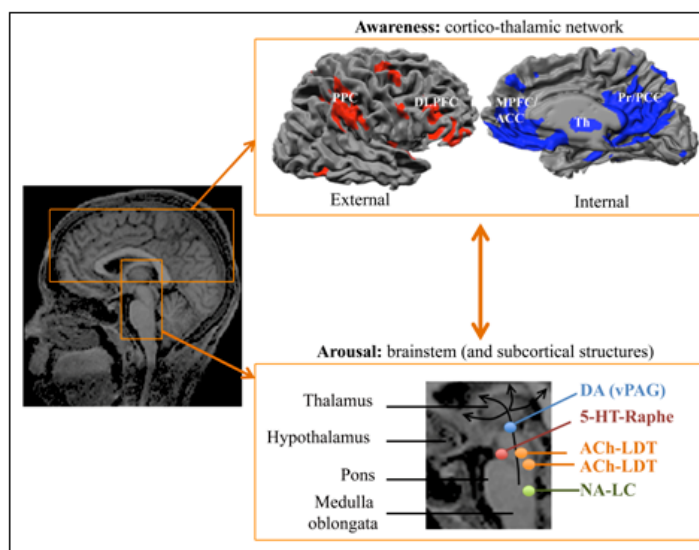 Awareness: cortico-thalamic network
PPC
DLPFC
MPFC/
ACC
Th
Pr/PCC
External
Internal
Arousal: brainstem (and subcortical structures)
Thalamus
Hypothalamus
Pons
Medulla
oblongata
DA (vPAG)
5-HT-Raphe
ACh-LDT
ACh-LDT
NA-LC